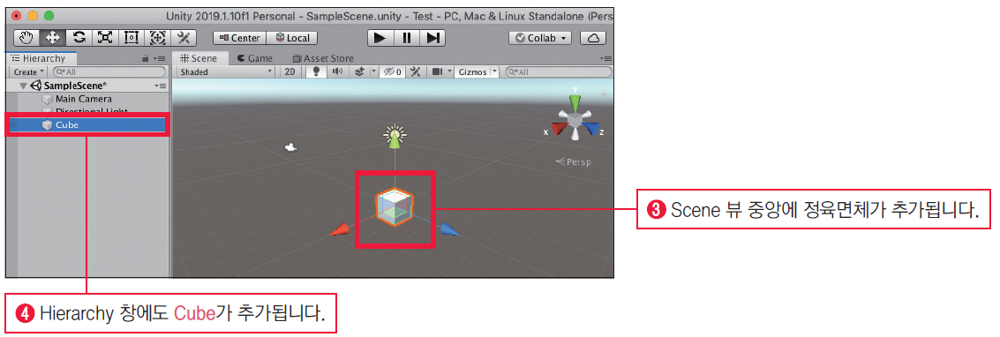 Unity 2019.1.10f1 Personal - SampleScene.unity - Test - PC, Mac & Linux Standalone (Pers
Center Local Collab
Hierarchy
Create All
SampleScene*
Main Camera
Directional Light
Cube
Scene Game Asset Store
Shaded 2D 0 Gizmos All
y
x z
Persp
❸ Scene 뷰 중앙에 정육면체가 추가됩니다.
❹ Hierarchy 창에도 Cube가 추가됩니다.